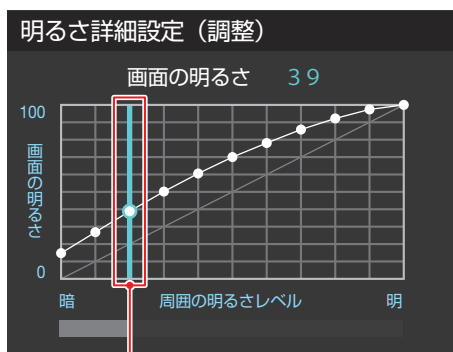 明るさ詳細設定（調整）
画面の明るさ ３９
100
画面の明るさ
0
暗 周囲の明るさレベル 明